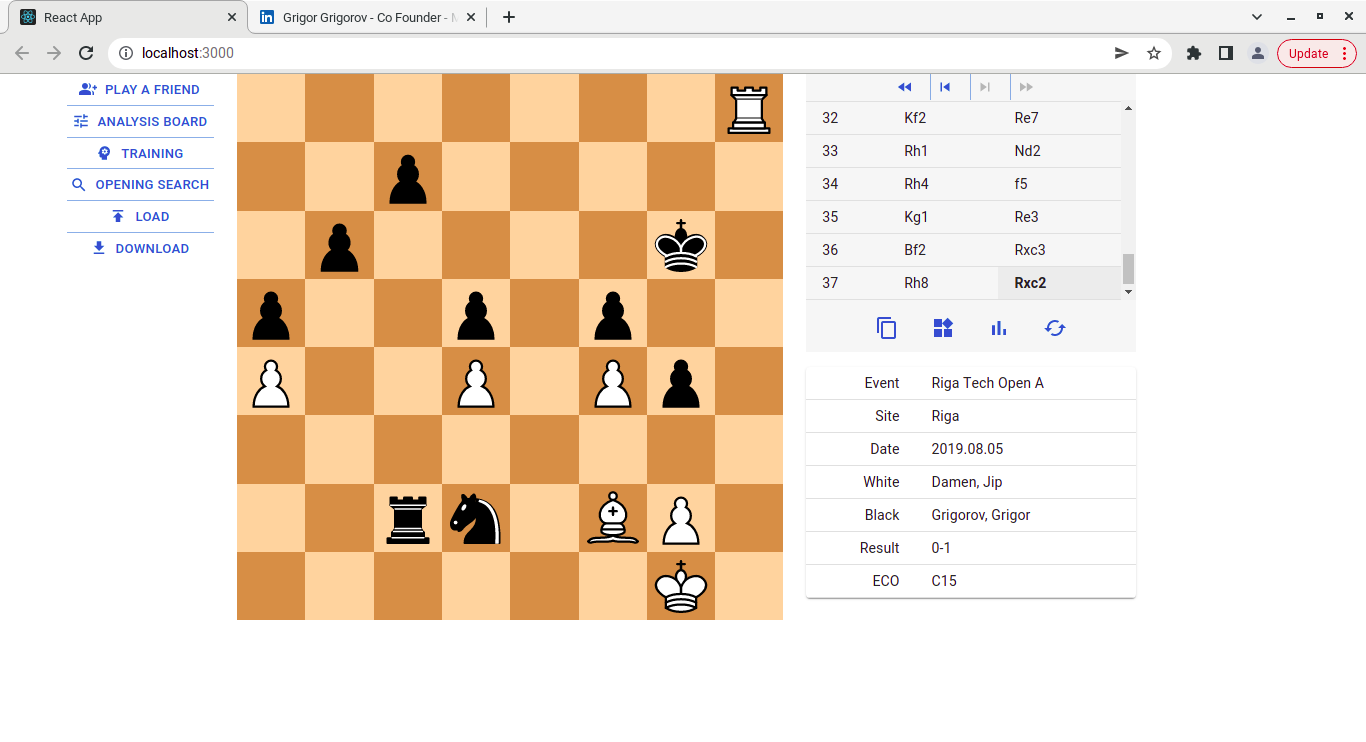 React App
Grigor Grigorov - Co Founder -
localhost:3000
Update
PLAY A FRIEND
ANALYSIS BOARD
TRAINING
OPENING SEARCH
LOAD
DOWNLOAD
32 Kf2 Re7
33 Rh1 Nd2
34 Rh4 f5
35 Kg1 Re3
36 Bf2 Rxc3
37 Rh8 Rxc2
Event Riga Tech Open A
Site Riga
Date 2019.08.05
White Damen, Jip
Black Grigorov, Grigor
Result 0-1
ECO C15